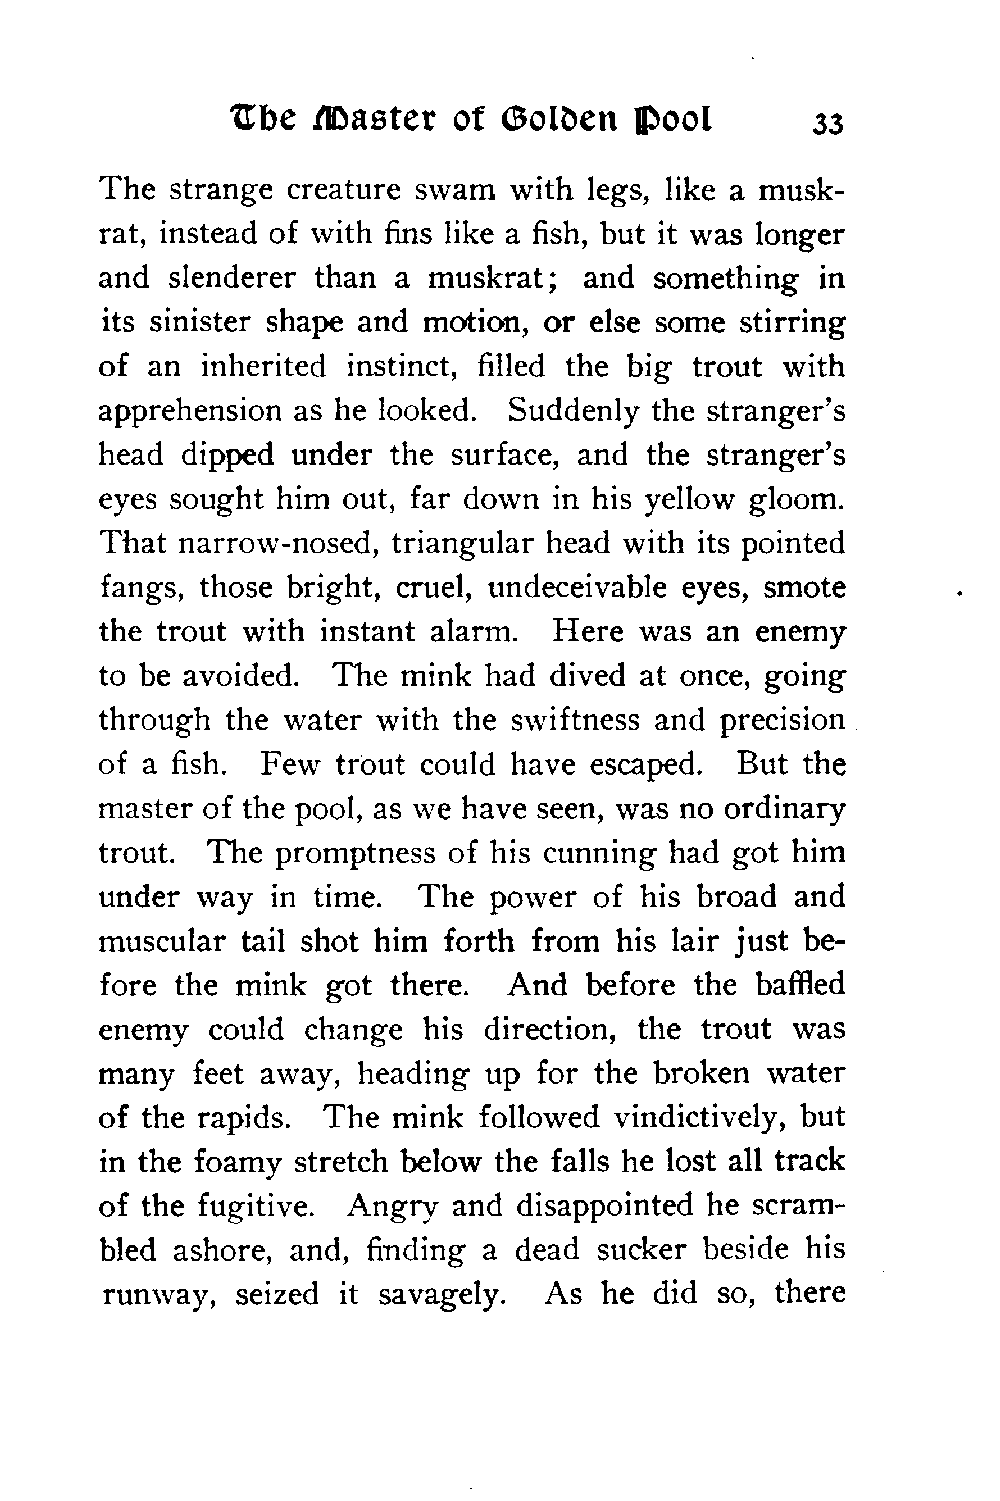 The Master of Golden Pool 33
The strange creature swam with legs, like a musk-
rat, instead of with fins like a fish, but it was longer
and slenderer than a muskrat; and something in
its sinister shape and motion, or else some stirring
of an inherited instinct, filled the big trout with
apprehension as he looked. Suddenly the stranger's
head dipped under the surface, and the stranger's
eyes sought him out, far down in his yellow gloom.
That narrow-nosed, triangular head with its pointed
fangs, those bright, cruel, undeceivable eyes, smote
the trout with instant alarm. Here was an enemy
to be avoided. The mink had dived at once, going
through the water with the swiftness and precision
of a fish. Few trout could have escaped. But the
master of the pool, as we have seen, was no ordinary
trout. The promptness of his cunning had got him
under way in time. The power of his broad and
muscular tail shot him forth from his lair just be-
fore the mink got there. And before the baffled
enemy could change his direction, the trout was
many feet away, heading up for the broken water
of the rapids. The mink followed vindictively, but
in the foamy stretch below the falls he lost all track
of the fugitive. Angry and disappointed he scram-
bled ashore, and, finding a dead sucker beside his
runway, seized it savagely. As he did so, there